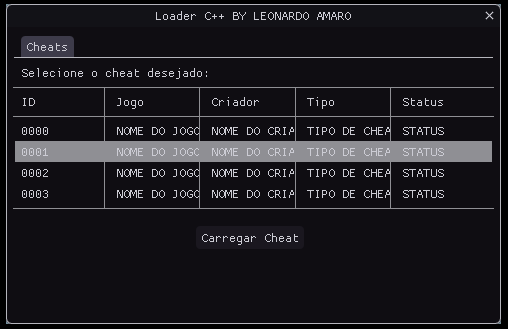 Loader C++ BY LEONARDO AMARO
Cheats
Selecione o cheat desejado:
ID Jogo Criador Tipo Status
0000 NOME DO JOGO NOME DO CRIA TIPO DE CHEA STATUS
0001 NOME DO JOGO NOME DO CRIA TIPO DE CHEA STATUS
0002 NOME DO JOGO NOME DO CRIA TIPO DE CHEA STATUS
0003 NOME DO JOGO NOME DO CRIA TIPO DE CHEA STATUS
Carregar Cheat